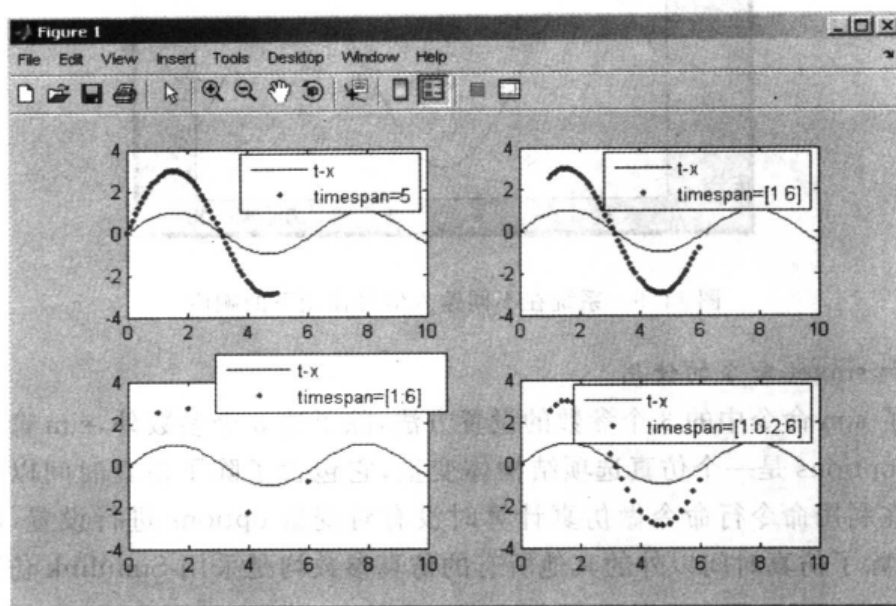 Figure 1
File Edit View Insert Tools Desktop Window Help
4
2
0
-2
-4
0 2 4 6 8 10
t-x
timespan=5
4
2
0
-2
-4
0 2 4 6 8 10
t-x
timespan=[1 6]
4
2
0
-2
-4
0 2 4 6 8 10
t-x
timespan=[1:6]
4
2
0
-2
-4
0 2 4 6 8 10
t-x
timespan=[1:0.2:6]